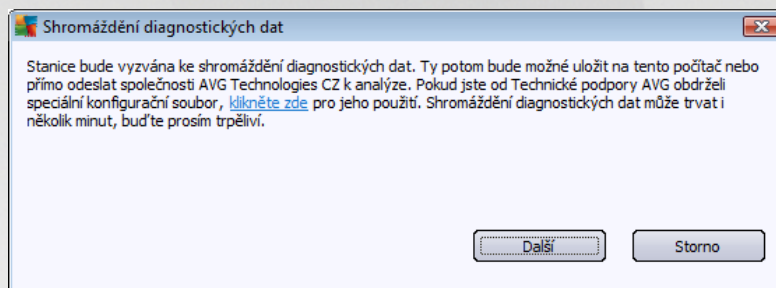 Shromáždění diagnostických dat
Stanice bude vyzvána ke shromáždění diagnostických dat. Ty potom bude možné uložit na tento počítač nebo
přímo odeslat společnosti AVG Technologies CZ k analýze. Pokud jste od Technické podpory AVG obdrželi
speciální konfigurační soubor, klikněte zde pro jeho použití. Shromáždění diagnostických dat může trvat i
několik minut, buďte prosím trpěliví.
Další
Storno